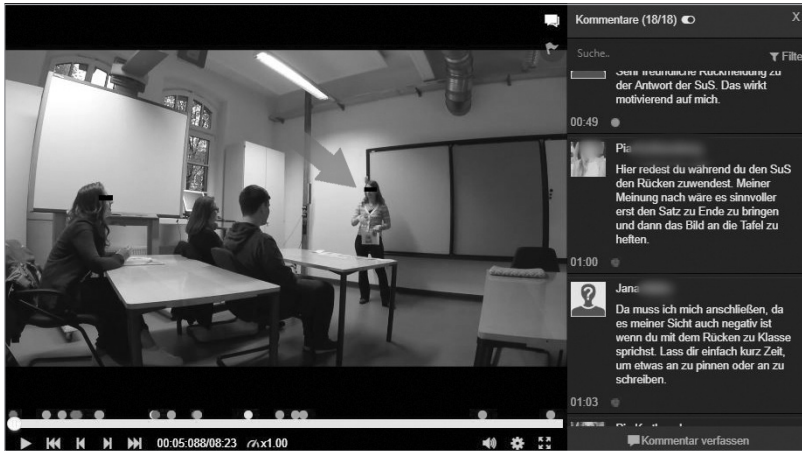 Kommentare (18/18)
X
Suche..
Filte
Sehr freundliche Rückmeldung zu
der Antwort der SuS. Das wirkt
motivierend auf mich.
00:49
Pia
Hier redest du während du den SuS
den Rücken zuwendest. Meiner
Meinung nach wäre es sinnvoller
erst den Satz zu Ende zu bringen
und dann das Bild an die Tafel zu
heften.
01:00
Jana
Da muss ich mich anschließen, da
es meiner Sicht auch negativ ist
wenn du mit dem Rücken zu Klasse
sprichst. Lass dir einfach kurz Zeit,
um etwas an zu pinnen oder an zu
schreiben.
01:03
00:05:088/08:23
x1.00
Kommentar verfassen